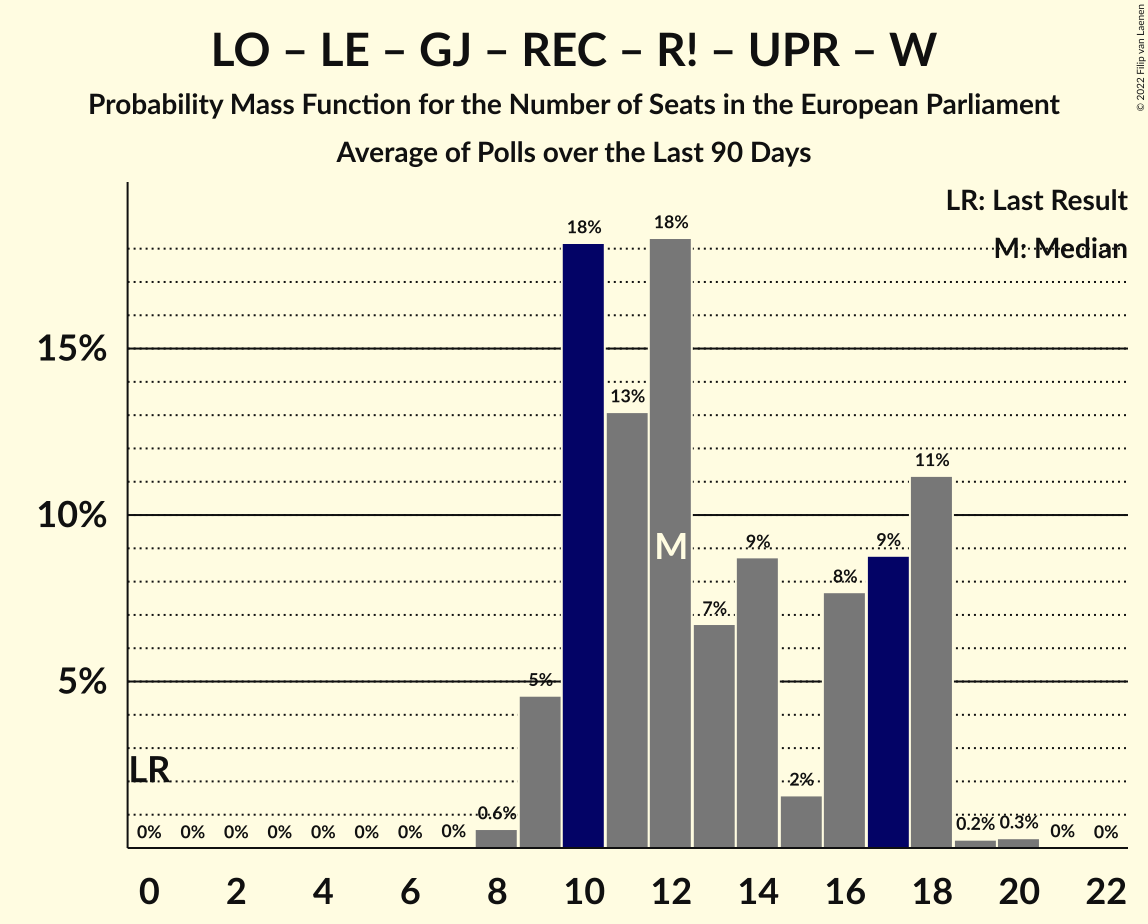 LO – LE – GJ – REC – R! – UPR – W
Probability Mass Function for the Number of Seats in the European Parliament
Average of Polls over the Last 90 Days
© 2022 Filip van Laenen
LR: Last Result
M: Median
15%
10%
5%
LR
M
0% 0% 0% 0% 0% 0% 0% 0% 0.6% 5% 18% 13% 18% 7% 9% 2% 8% 9% 11% 0.2% 0.3% 0% 0%
0 2 4 6 8 10 12 14 16 18 20 22